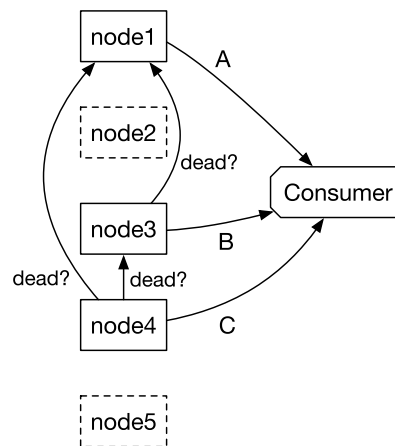 node1
A
node2
dead?
Consumer
node3
B
dead?
dead?
node4
C
node5